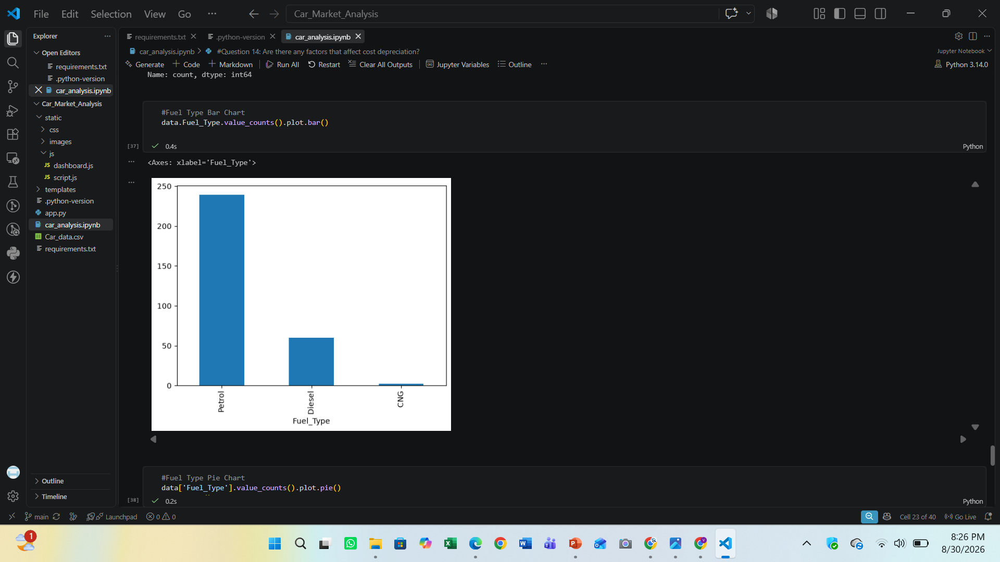 File Edit Selection View Go ···
Car_Market_Analysis
Explorer ···
Open Editors
requirements.txt
.python-version
car_analysis.ipynb
Car_Market_Analysis
static
css
images
js
JS dashboard.js
JS script.js
templates
.python-version
app.py
car_analysis.ipynb
Car_data.csv
requirements.txt
Outline
Timeline
requirements.txt
.python-version
car_analysis.ipynb
car_analysis.ipynb > #Question 14: Are there any factors that affect cost depreciation?
Jupyter Notebook
Generate + Code + Markdown Run All Restart Clear All Outputs Jupyter Variables Outline ···
Python 3.14.0
Name: count, dtype: int64
#Fuel Type Bar Chart
data.Fuel_Type.value_counts().plot.bar()
[37] 0.4s Python
<Axes: xlabel='Fuel_Type'>
250
200
150
100
50
0
Petrol
Diesel
CNG
Fuel_Type
#Fuel Type Pie Chart
data['Fuel_Type'].value_counts().plot.pie()
[38] 0.2s Python
main Launchpad 0 0
Cell 23 of 40 Go Live
1
8:26 PM
8/30/2026